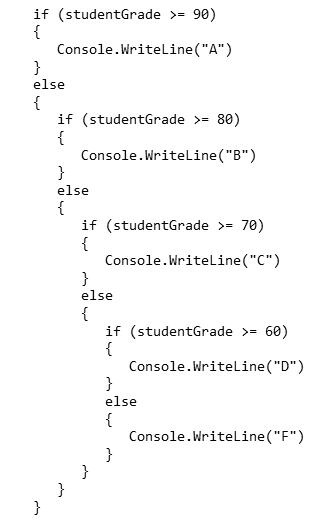 if (studentGrade >= 90)
{
   Console.WriteLine("A")
}
else
{
   if (studentGrade >= 80)
   {
      Console.WriteLine("B")
   }
   else
   {
      if (studentGrade >= 70)
      {
         Console.WriteLine("C")
      }
      else
      {
         if (studentGrade >= 60)
         {
            Console.WriteLine("D")
         }
         else
         {
            Console.WriteLine("F")
         }
      }
   }
}